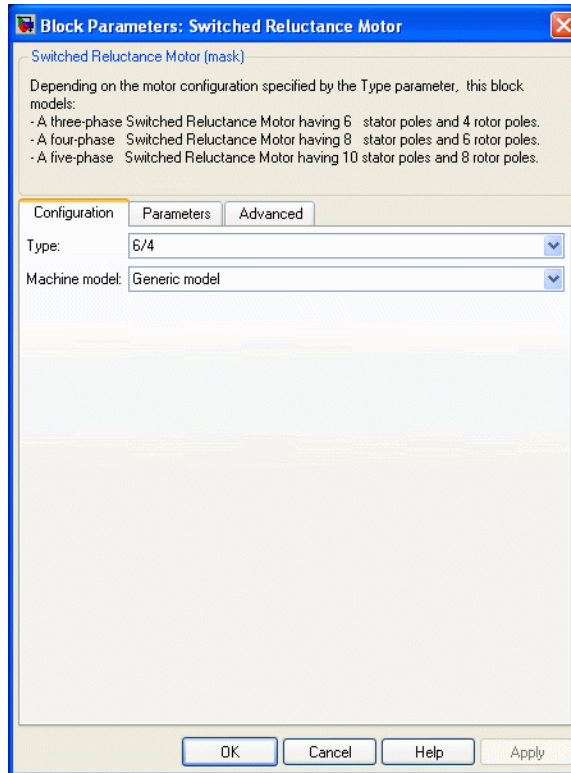 Block Parameters: Switched Reluctance Motor
Switched Reluctance Motor (mask)
Depending on the motor configuration specified by the Type parameter, this block
models:
- A three-phase Switched Reluctance Motor having 6 stator poles and 4 rotor poles.
- A four-phase Switched Reluctance Motor having 8 stator poles and 6 rotor poles.
- A five-phase Switched Reluctance Motor having 10 stator poles and 8 rotor poles.
Configuration Parameters Advanced
Type: 6/4
Machine model: Generic model
OK Cancel Help Apply